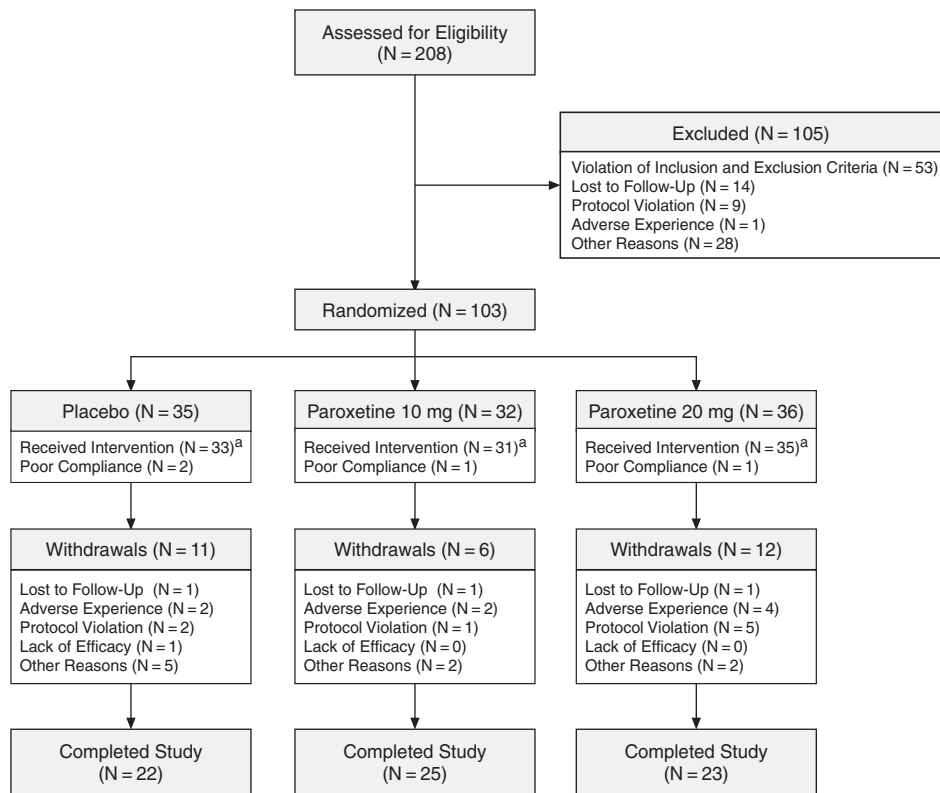 Assessed for Eligibility
(N = 208)
Excluded (N = 105)
Violation of Inclusion and Exclusion Criteria (N = 53)
Lost to Follow-Up (N = 14)
Protocol Violation (N = 9)
Adverse Experience (N = 1)
Other Reasons (N = 28)
Randomized (N = 103)
Placebo (N = 35)
Received Intervention (N = 33)a
Poor Compliance (N = 2)
Paroxetine 10 mg (N = 32)
Received Intervention (N = 31)a
Poor Compliance (N = 1)
Paroxetine 20 mg (N = 36)
Received Intervention (N = 35)a
Poor Compliance (N = 1)
Withdrawals (N = 11)
Lost to Follow-Up (N = 1)
Adverse Experience (N = 2)
Protocol Violation (N = 2)
Lack of Efficacy (N = 1)
Other Reasons (N = 5)
Withdrawals (N = 6)
Lost to Follow-Up (N = 1)
Adverse Experience (N = 2)
Protocol Violation (N = 1)
Lack of Efficacy (N = 0)
Other Reasons (N = 2)
Withdrawals (N = 12)
Lost to Follow-Up (N = 1)
Adverse Experience (N = 4)
Protocol Violation (N = 5)
Lack of Efficacy (N = 0)
Other Reasons (N = 2)
Completed Study
(N = 22)
Completed Study
(N = 25)
Completed Study
(N = 23)